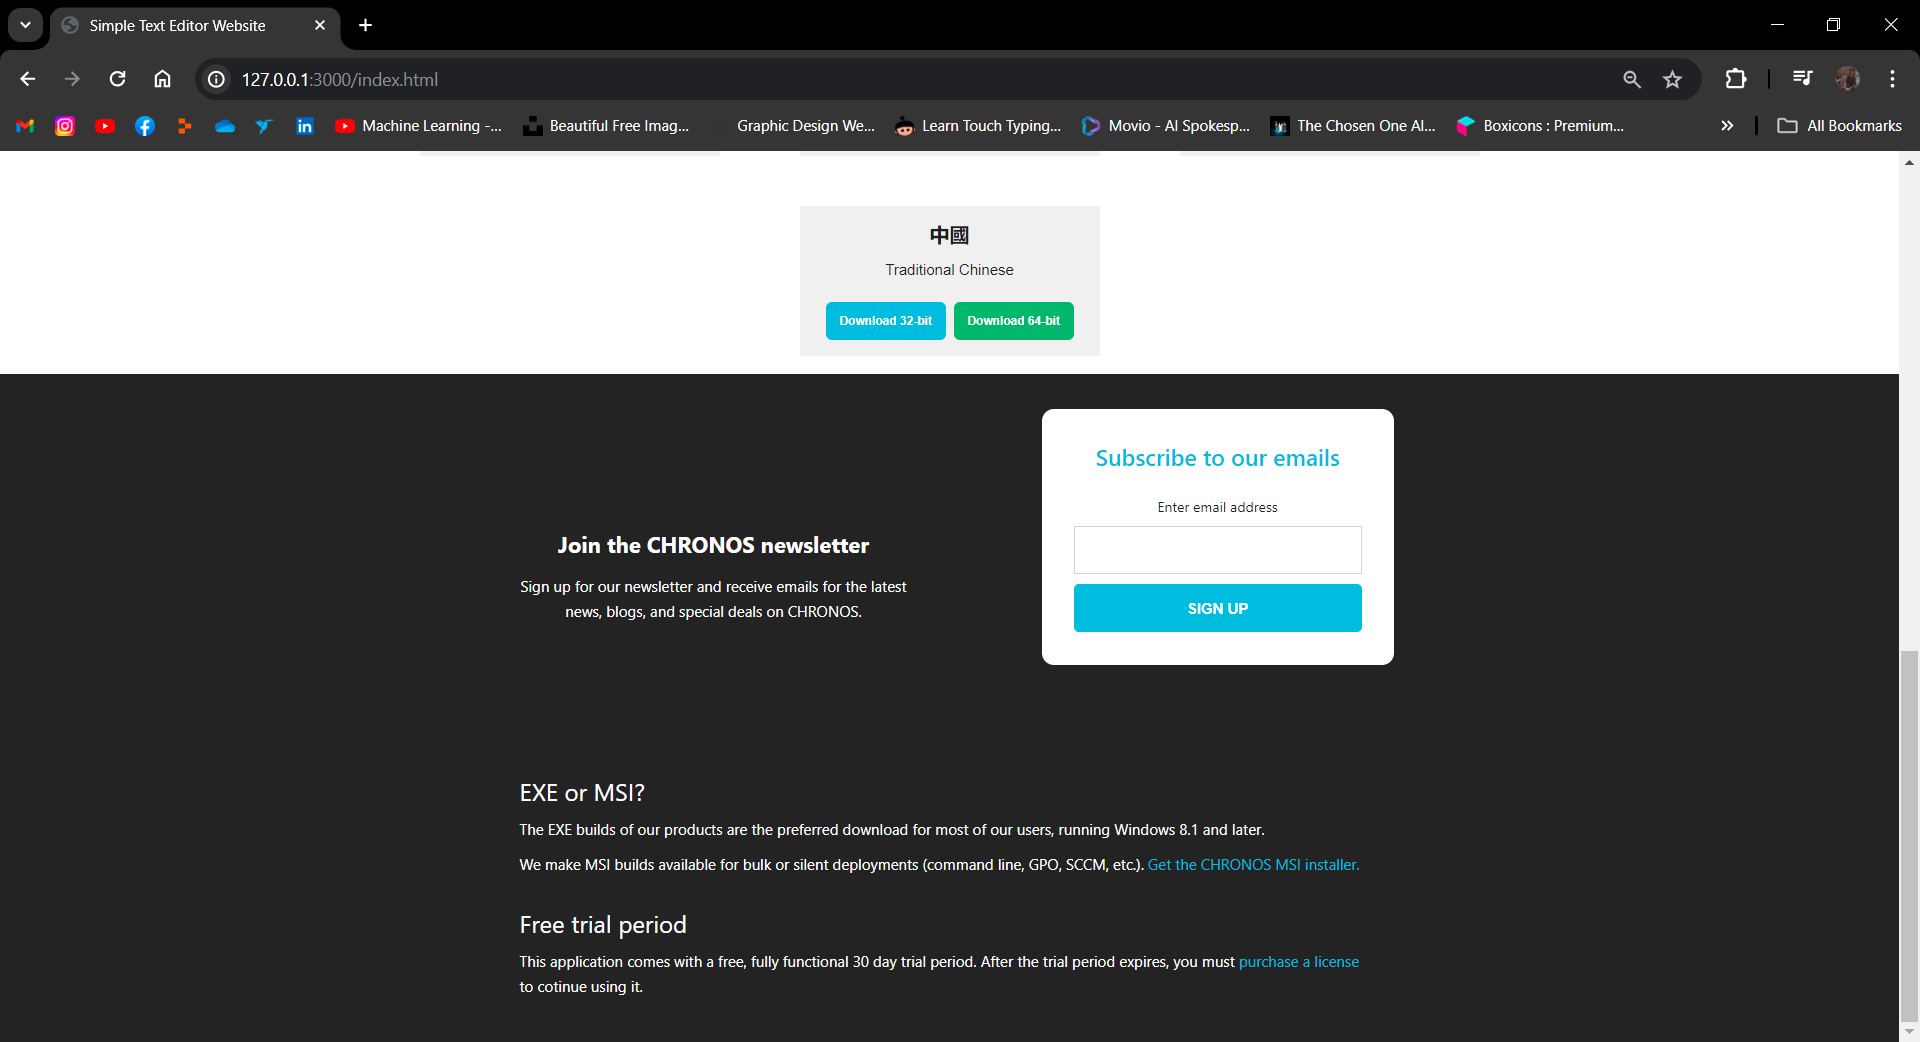 Simple Text Editor Website
127.0.0.1:3000/index.html
Machine Learning -...
Beautiful Free Imag...
Graphic Design We...
Learn Touch Typing...
Movio - AI Spokesp...
The Chosen One Al...
Boxicons : Premium...
All Bookmarks
中國
Traditional Chinese
Download 32-bit
Download 64-bit
Join the CHRONOS newsletter
Sign up for our newsletter and receive emails for the latest
news, blogs, and special deals on CHRONOS.
Subscribe to our emails
Enter email address
SIGN UP
EXE or MSI?
The EXE builds of our products are the preferred download for most of our users, running Windows 8.1 and later.
We make MSI builds available for bulk or silent deployments (command line, GPO, SCCM, etc.). Get the CHRONOS MSI installer.
Free trial period
This application comes with a free, fully functional 30 day trial period. After the trial period expires, you must purchase a license
to cotinue using it.